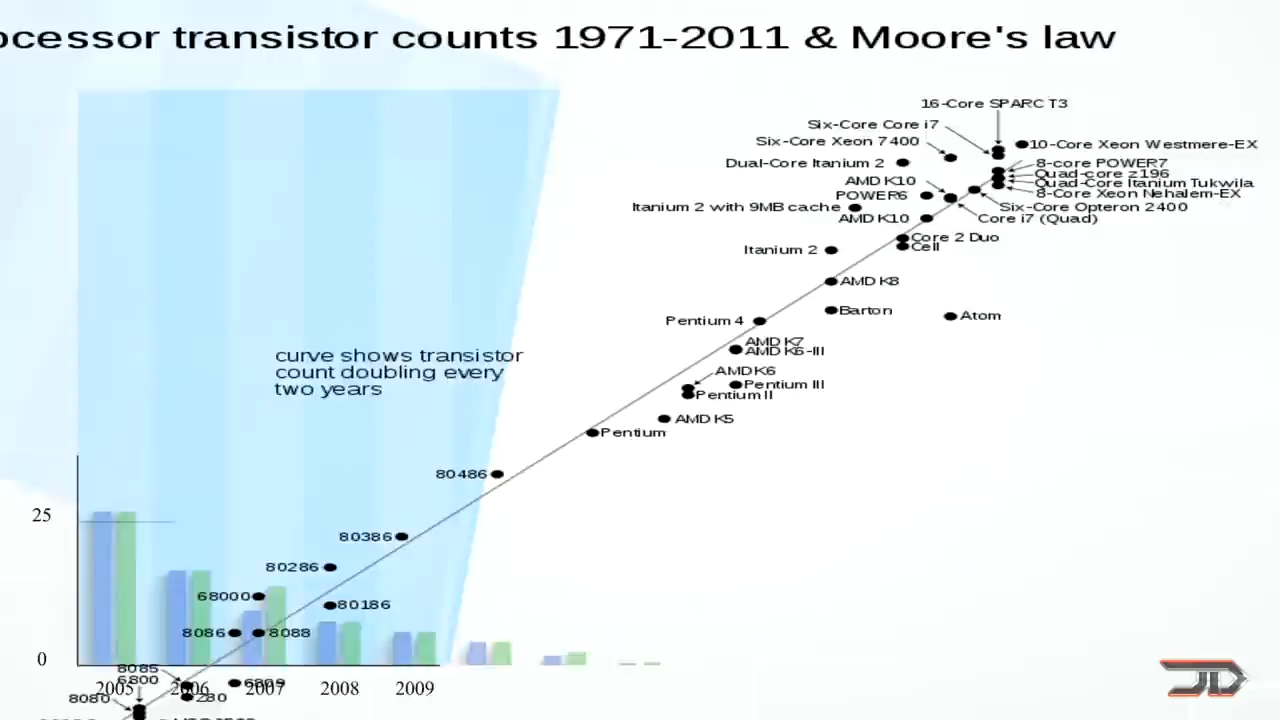 ocessor transistor counts 1971-2011 & Moore's law
16-Core SPARC T3
Six-Core Core i7
Six-Core Xeon 7400
10-Core Xeon Westmere-EX
Dual-Core Itanium 2
8-core POWER7
Quad-core z196
AMD K10
Quad-Core Itanium Tukwila
POWER6
8-Core Xeon Nehalem-EX
Itanium 2 with 9MB cache
Six-Core Opteron 2400
AMD K10
Core i7 (Quad)
Core 2 Duo
Cell
Itanium 2
AMD K8
Barton
Atom
Pentium 4
AMD K7
AMD K6-III
curve shows transistor
count doubling every
two years
AMD K6
Pentium III
Pentium II
AMD K5
Pentium
80486
25
80386
80286
68000
80186
8086
8088
0
8085
6800
2005
2006
6809
2007
2008
2009
8080
Z80
JD